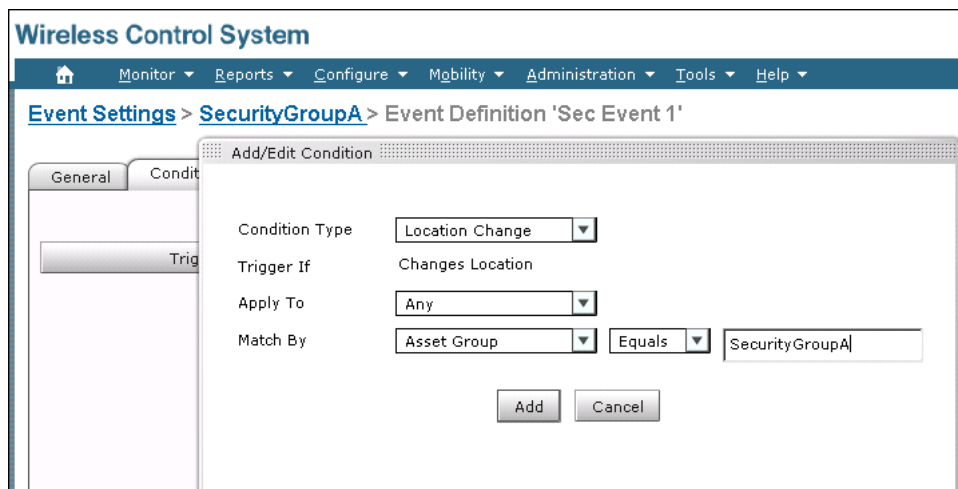 Wireless Control System
Monitor Reports Configure Mobility Administration Tools Help
Event Settings > SecurityGroupA > Event Definition 'Sec Event 1'
Add/Edit Condition
General Condit
Trig
Condition Type Location Change
Trigger If Changes Location
Apply To Any
Match By Asset Group Equals SecurityGroupA
Add Cancel